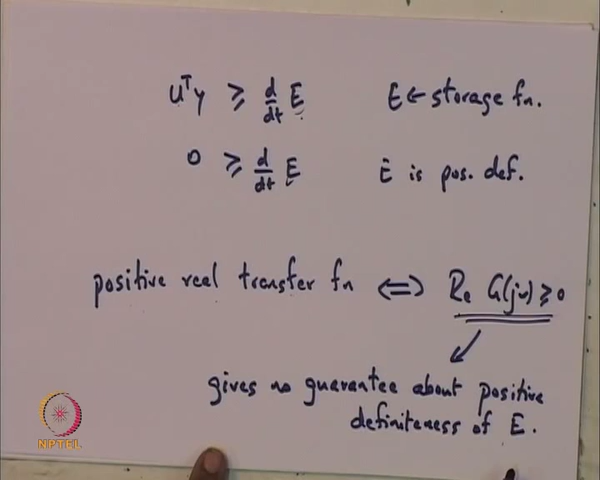 uᵀy ≥ d/dt E E ← storage fn.
0 ≥ d/dt E E is pos. def.
positive real transfer fn ⇔ Re G(jω) ≥ 0
gives no guarantee about positive
definiteness of E.
NPTEL